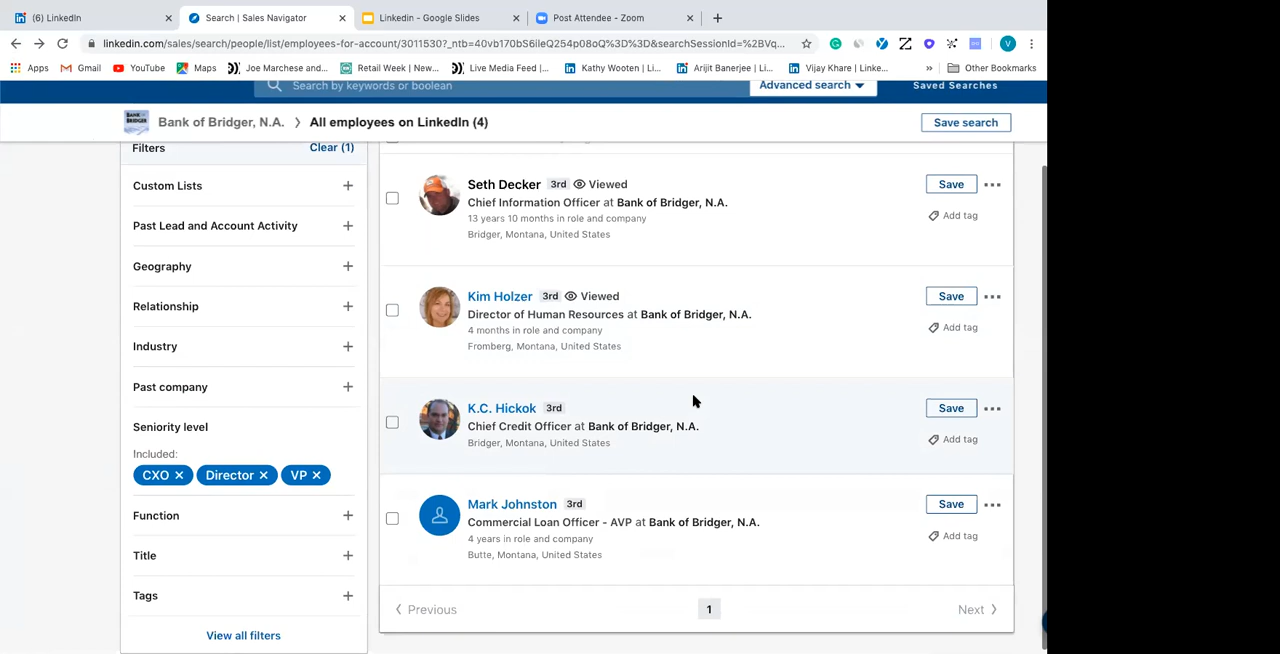 (6) LinkedIn
Search | Sales Navigator
Linkedin - Google Slides
Post Attendee - Zoom
linkedin.com/sales/search/people/list/employees-for-account/3011530?_ntb=40vb170bS6ileQ254p08oQ%3D%3D&searchSessionId=%2BVq...
V
Apps
Gmail
YouTube
Maps
Joe Marchese and...
Retail Week | New...
Live Media Feed |...
Kathy Wooten | Li...
Arijit Banerjee | Li...
Vijay Khare | Linke...
»
Other Bookmarks
Search by keywords or boolean
Advanced search
Saved Searches
BANK OF BRIDGER
Bank of Bridger, N.A.
All employees on LinkedIn (4)
Save search
Filters
Clear (1)
Custom Lists +
Past Lead and Account Activity +
Geography +
Relationship +
Industry +
Past company +
Seniority level
Included:
CXO ×
Director ×
VP ×
Function +
Title +
Tags +
View all filters
Seth Decker 3rd Viewed
Chief Information Officer at Bank of Bridger, N.A.
13 years 10 months in role and company
Bridger, Montana, United States
Save ...
Add tag
Kim Holzer 3rd Viewed
Director of Human Resources at Bank of Bridger, N.A.
4 months in role and company
Fromberg, Montana, United States
Save ...
Add tag
K.C. Hickok 3rd
Chief Credit Officer at Bank of Bridger, N.A.
Bridger, Montana, United States
Save ...
Add tag
Mark Johnston 3rd
Commercial Loan Officer - AVP at Bank of Bridger, N.A.
4 years in role and company
Butte, Montana, United States
Save ...
Add tag
Previous
1
Next